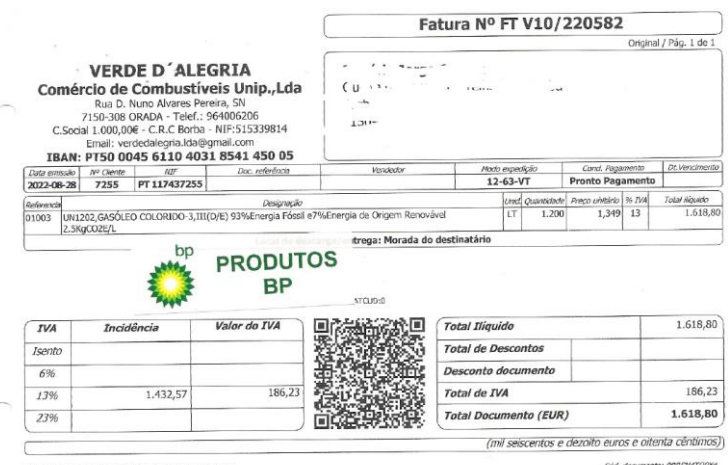 Fatura Nº FT V10/220582
Original / Pág. 1 de 1
VERDE D´ALEGRIA
Comércio de Combustíveis Unip.,Lda
Rua D. Nuno Alvares Pereira, SN
7150-308 ORADA - Telef.: 964006206
C.Social 1.000,00€ - C.R.C Borba - NIF:515339814
Email: verdedalegria.lda@gmail.com
IBAN: PT50 0045 6110 4031 8541 450 05
Data emissão Nº Cliente NIF Doc. referência Vendedor Modo expedição Cond. Pagamento Dt.Vencimento
2022-08-28 7255 PT 117437255 12-63-VT Pronto Pagamento
Referencia Designação Unid. Quantidade Preço unitário % IVA Total ilíquido
01003 UN1202,GASÓLEO COLORIDO-3,III(D/E) 93%Energia Fóssil e7%Energia de Origem Renovável LT 1.200 1,349 13 1.618,80
2.5KgCO2E/L
trega: Morada do destinatário
bp
PRODUTOS
BP
ATCUD:0
IVA Incidência Valor do IVA
Isento
6%
13% 1.432,57 186,23
23%
Total Ilíquido 1.618,80
Total de Descontos
Desconto documento
Total de IVA 186,23
Total Documento (EUR) 1.618,80
(mil seiscentos e dezoito euros e oitenta cêntimos)